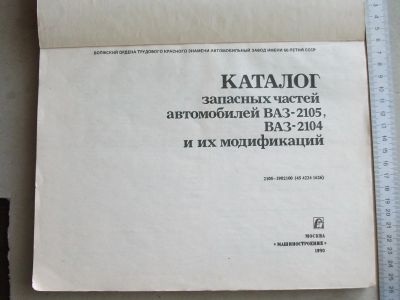 ВОЛЖСКИЙ ОРДЕНА ТРУДОВОГО КРАСНОГО ЗНАМЕНИ АВТОМОБИЛЬНЫЙ ЗАВОД ИМЕНИ 50-ЛЕТИЯ СССР
КАТАЛОГ
запасных частей
автомобилей ВАЗ-2105,
ВАЗ-2104
и их модификаций
МОСКВА
«МАШИНОСТРОЕНИЕ»
1990